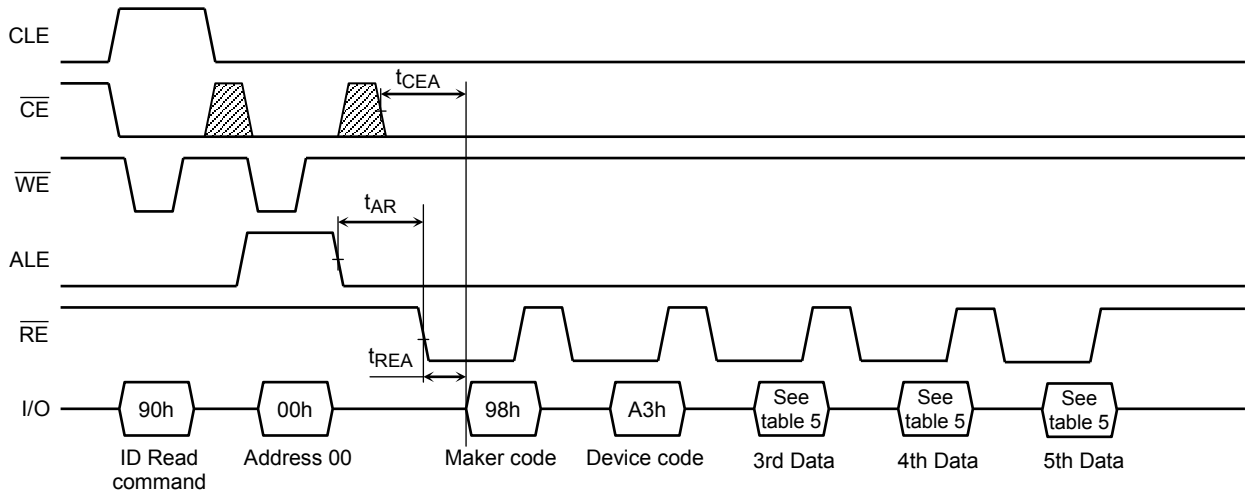 CLE
tCEA
CE
WE
tAR
ALE
RE
tREA
I/O
90h
00h
98h
A3h
See
table 5
See
table 5
See
table 5
ID Read
command
Address 00
Maker code
Device code
3rd Data
4th Data
5th Data